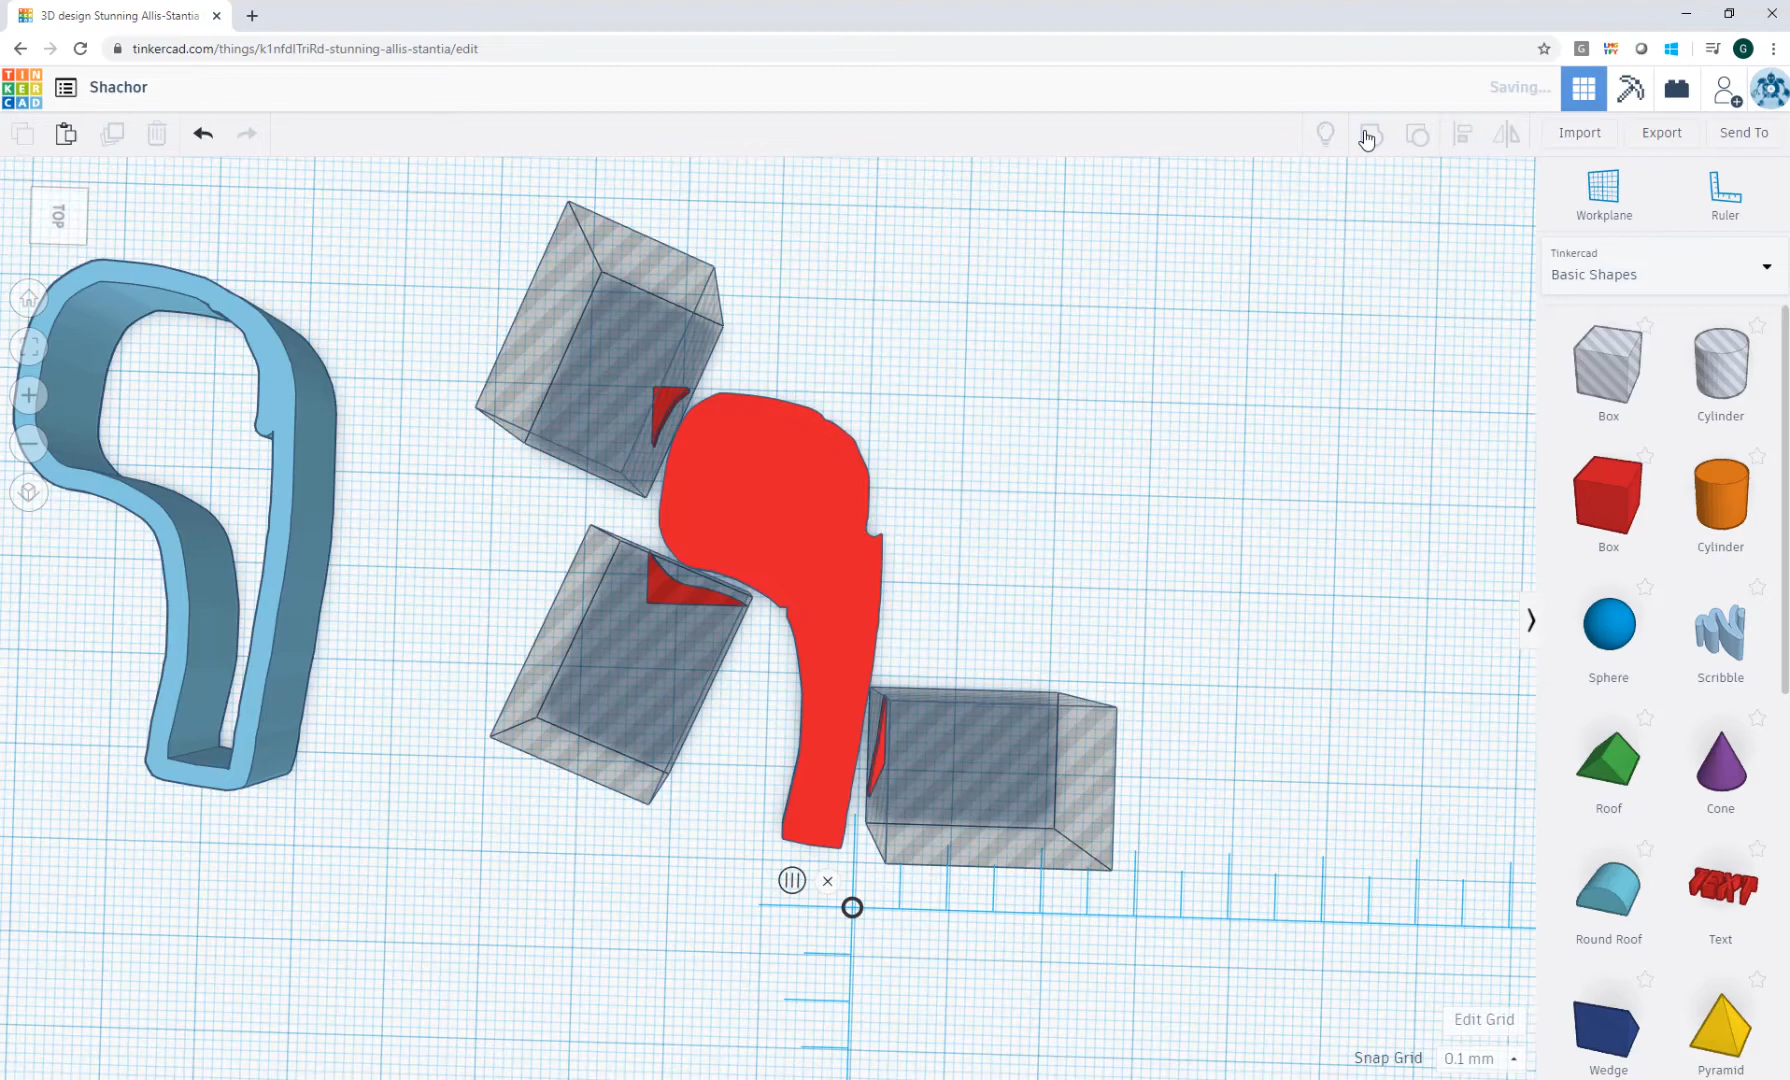 3D design Stunning Allis-Stantia
tinkercad.com/things/k1nfdlTriRd-stunning-allis-stantia/edit
TIN
KER
CAD
Shachor
Saving...
Import
Export
Send To
TOP
Workplane
Ruler
Tinkercad
Basic Shapes
Box
Cylinder
Box
Cylinder
Sphere
Scribble
Roof
Cone
Round Roof
TEXT
Text
Wedge
Pyramid
Edit Grid
Snap Grid
0.1 mm
G
G